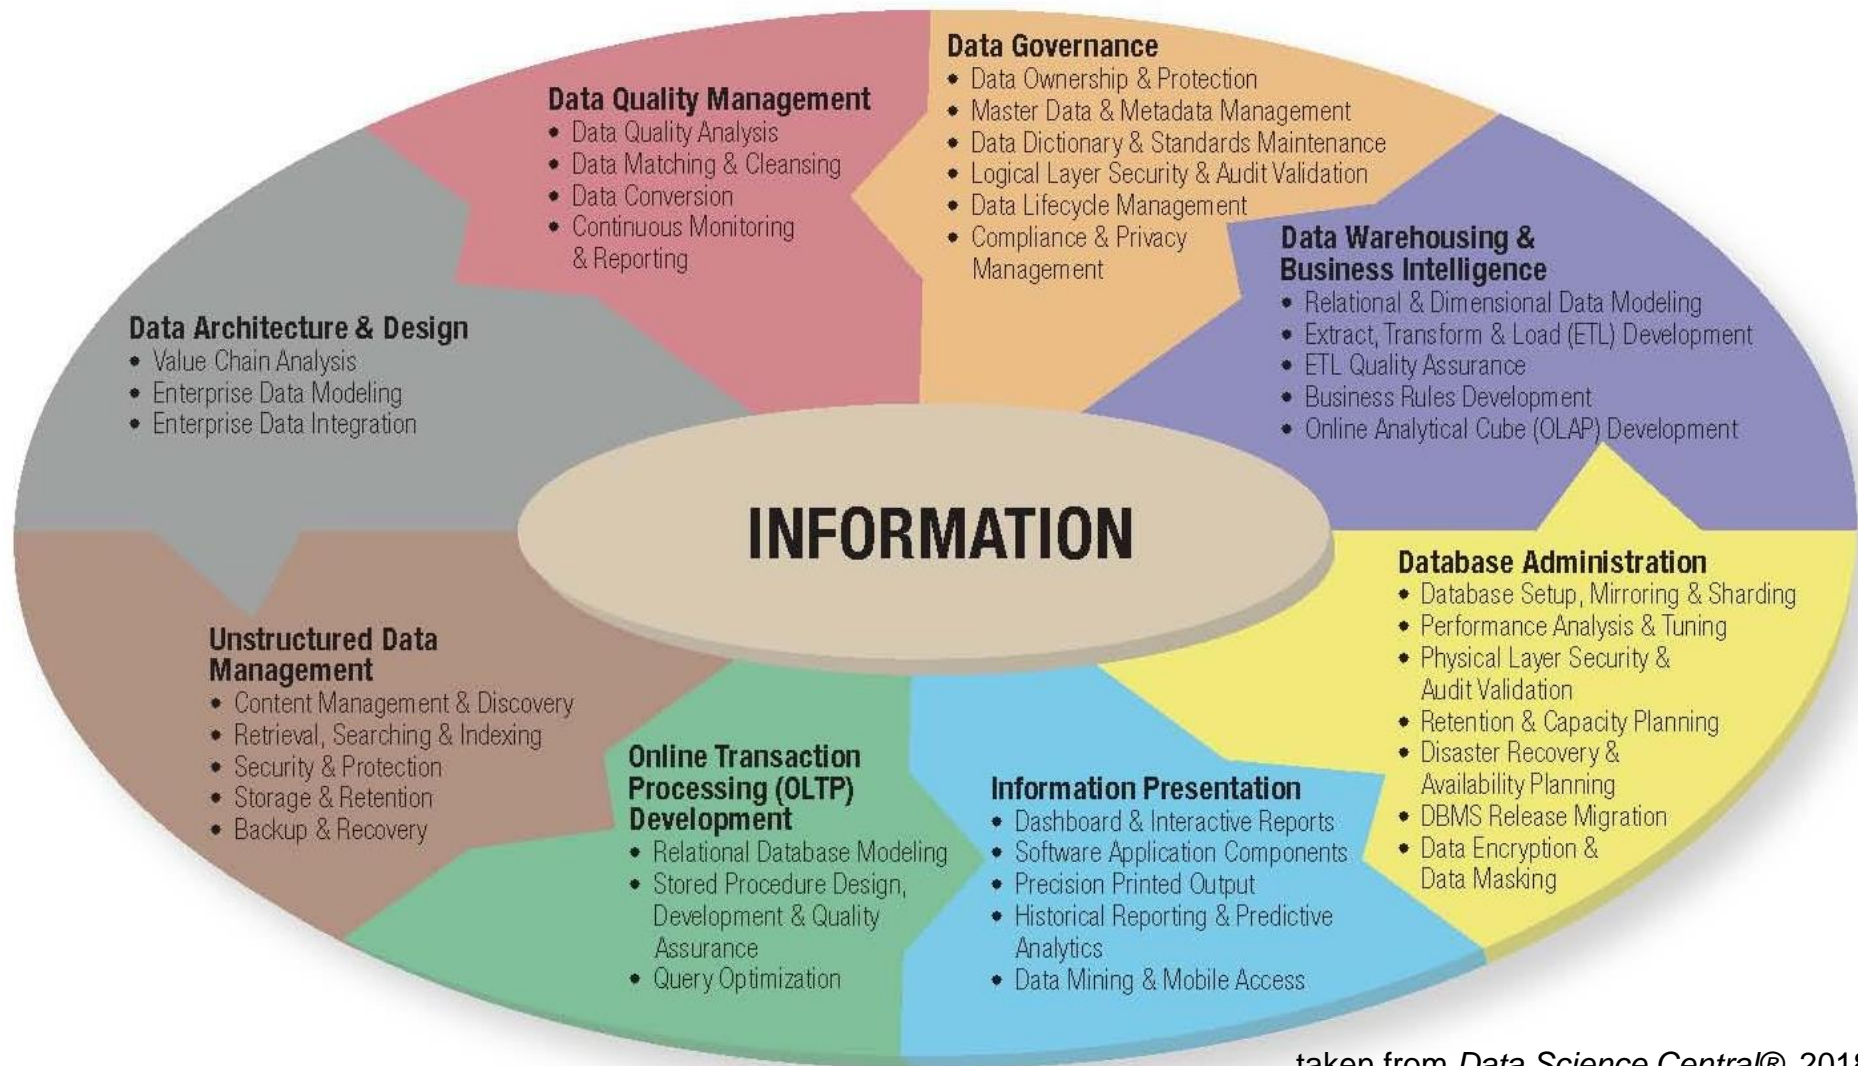 Data Governance
• Data Ownership & Protection
• Master Data & Metadata Management
• Data Dictionary & Standards Maintenance
• Logical Layer Security & Audit Validation
• Data Lifecycle Management
• Compliance & Privacy
Management
Data Quality Management
• Data Quality Analysis
• Data Matching & Cleansing
• Data Conversion
• Continuous Monitoring
& Reporting
Data Warehousing &
Business Intelligence
• Relational & Dimensional Data Modeling
• Extract, Transform & Load (ETL) Development
• ETL Quality Assurance
• Business Rules Development
• Online Analytical Cube (OLAP) Development
Data Architecture & Design
• Value Chain Analysis
• Enterprise Data Modeling
• Enterprise Data Integration
INFORMATION
Database Administration
• Database Setup, Mirroring & Sharding
• Performance Analysis & Tuning
• Physical Layer Security &
Audit Validation
• Retention & Capacity Planning
• Disaster Recovery &
Availability Planning
• DBMS Release Migration
• Data Encryption &
Data Masking
Unstructured Data
Management
• Content Management & Discovery
• Retrieval, Searching & Indexing
• Security & Protection
• Storage & Retention
• Backup & Recovery
Online Transaction
Processing (OLTP)
Development
• Relational Database Modeling
• Stored Procedure Design,
Development & Quality
Assurance
• Query Optimization
Information Presentation
• Dashboard & Interactive Reports
• Software Application Components
• Precision Printed Output
• Historical Reporting & Predictive
Analytics
• Data Mining & Mobile Access
taken from Data Science Central®, 2018